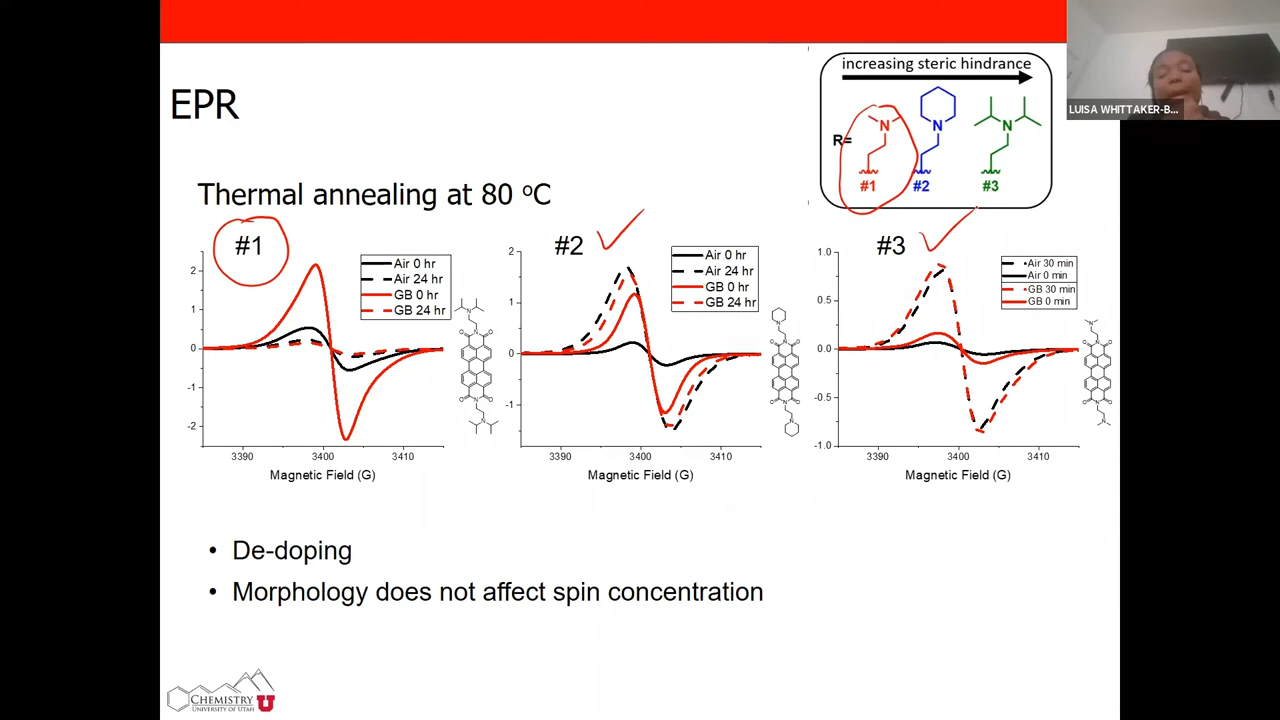 increasing steric hindrance
LUISA WHITTAKER-B...
EPR
R=
N
N
N
#1
#2
#3
Thermal annealing at 80 °C
#1
Air 0 hr
Air 24 hr
GB 0 hr
GB 24 hr
2
1
0
-1
-2
3390
3400
3410
Magnetic Field (G)
#2
Air 0 hr
Air 24 hr
GB 0 hr
GB 24 hr
2
1
0
-1
3390
3400
3410
Magnetic Field (G)
#3
Air 30 min
Air 0 min
GB 30 min
GB 0 min
1.0
0.5
0.0
-0.5
-1.0
3390
3400
3410
Magnetic Field (G)
• De-doping
• Morphology does not affect spin concentration
CHEMISTRY U
UNIVERSITY OF UTAH